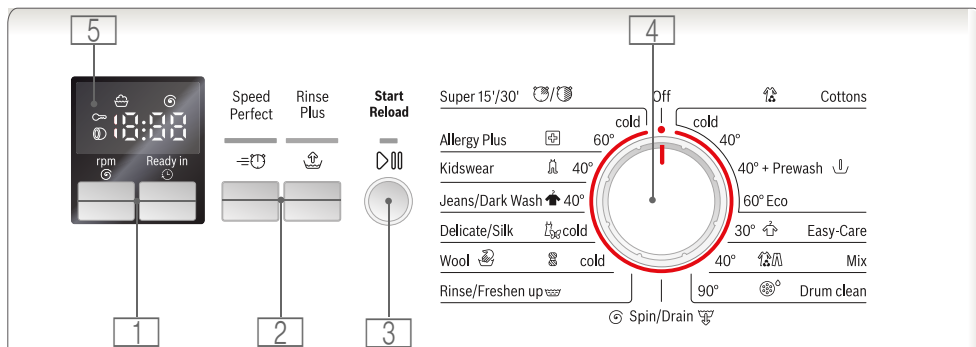 5
4
18:88
rpm
Ready in
Speed
Perfect
Rinse
Plus
Start
Reload
1
2
3
Super 15'/30'
cold
Allergy Plus 60°
Kidswear 40°
Jeans/Dark Wash 40°
Delicate/Silk cold
Wool cold
Rinse/Freshen up
Off
Cottons
cold
40°
40° + Prewash
60° Eco
30° Easy-Care
40° Mix
90° Drum clean
Spin/Drain